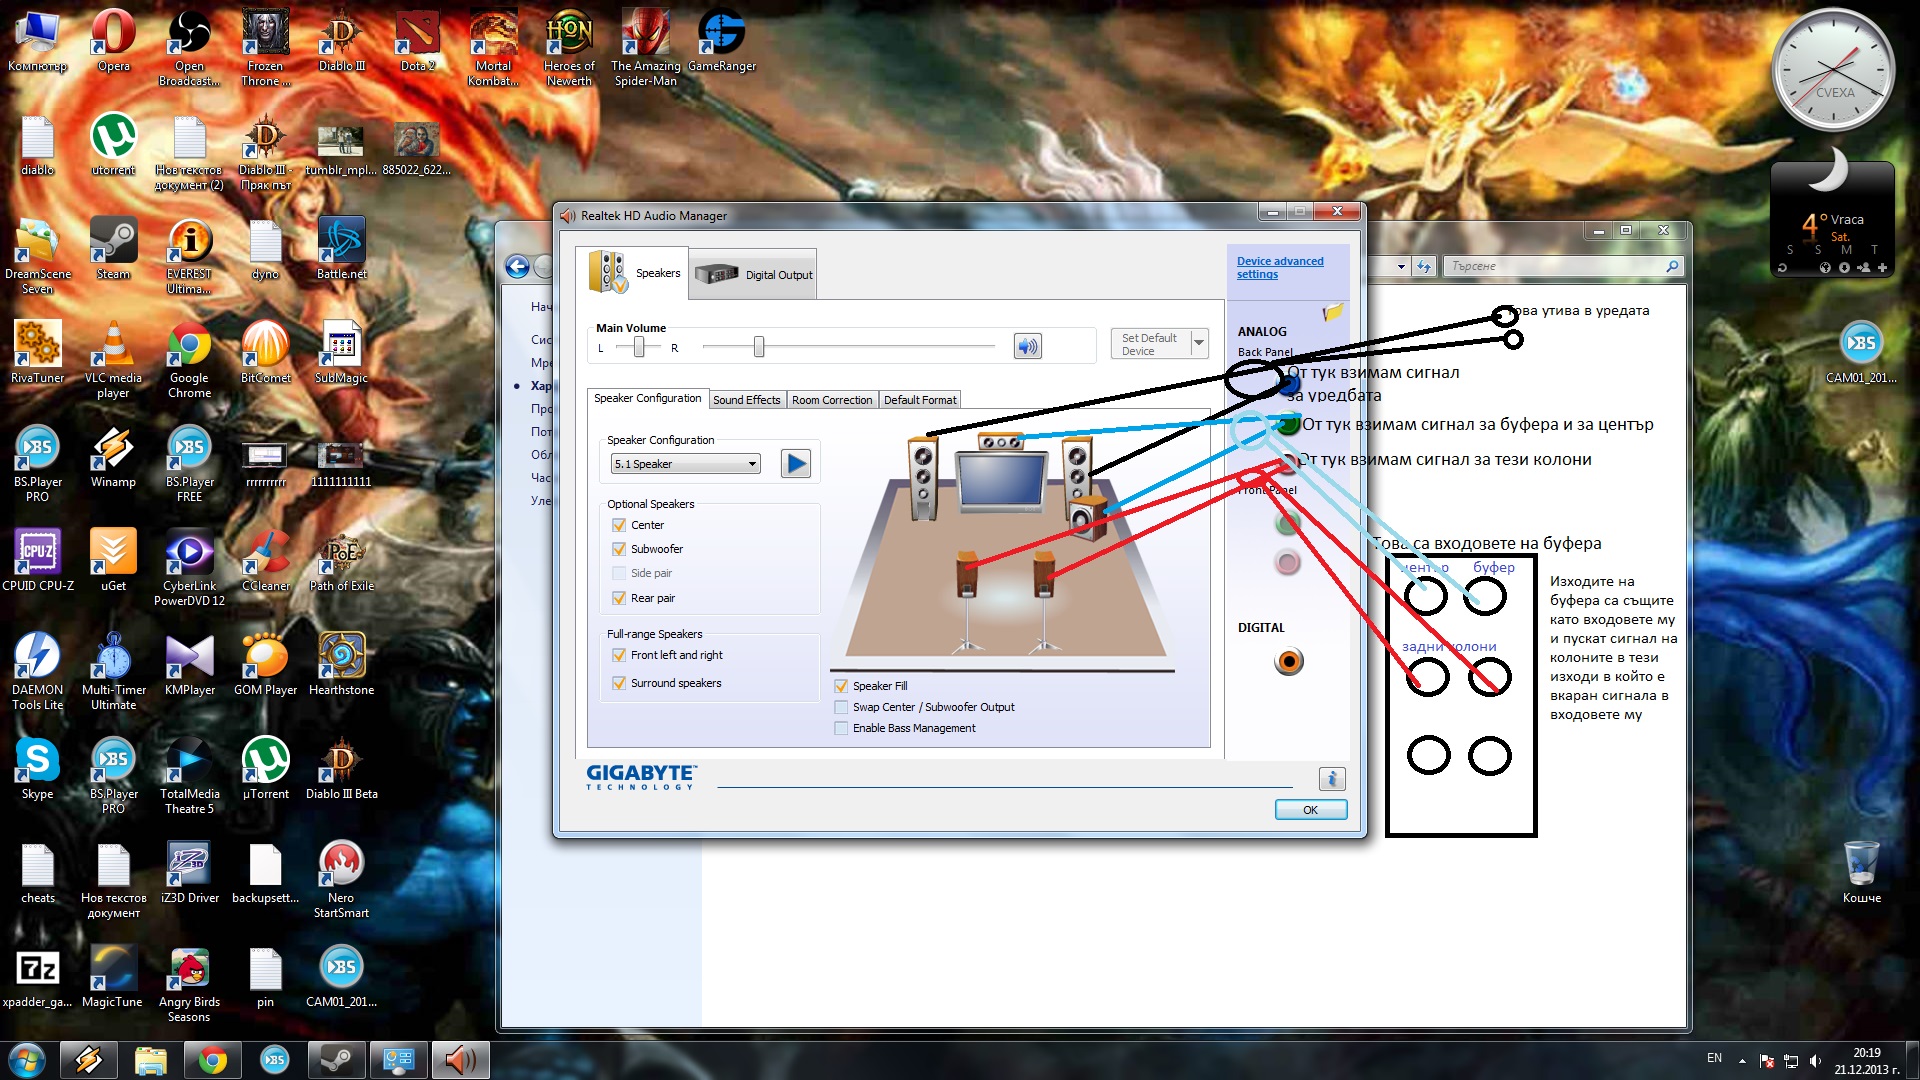 Компютър
Opera
Open
Broadcast...
Frozen
Throne ...
Diablo III
Dota 2
Mortal
Kombat...
HON
Heroes of
Newerth
The Amazing
Spider-Man
GameRanger
diablo
utorrent
Нов текстов
документ (2)
Diablo III -
Пряк път
tumblr_mpl...
885022_622...
DreamScene
Seven
Steam
EVEREST
Ultima...
dyno
Battle.net
RivaTuner
VLC media
player
Google
Chrome
BitComet
SubMagic
BS.Player
PRO
Winamp
BS.Player
FREE
rrrrrrrrrr
1111111111
CPU-Z
CPUID CPU-Z
uGet
CyberLink
PowerDVD 12
CCleaner
Path of Exile
DAEMON
Tools Lite
Multi-Timer
Ultimate
KMPlayer
GOM Player
Hearthstone
Skype
BS.Player
PRO
TotalMedia
Theatre 5
µTorrent
Diablo III Beta
cheats
Нов текстов
документ
iZ3D Driver
backupsett...
Nero
StartSmart
xpadder_ga...
MagicTune
Angry Birds
Seasons
pin
CAM01_201...
CVEXA
4° Vraca
Sat.
S S M T
CAM01_201...
Кошче
Търсене
Нач
Сис
Мре
Хар
Про
Пот
Обл
Час
Уле
Realtek HD Audio Manager
Speakers
Digital Output
Device advanced
settings
Main Volume
L R
Set Default
Device
ANALOG
Back Panel
Speaker Configuration
Sound Effects
Room Correction
Default Format
Speaker Configuration
5.1 Speaker
Optional Speakers
Center
Subwoofer
Side pair
Rear pair
Full-range Speakers
Front left and right
Surround speakers
Speaker Fill
Swap Center / Subwoofer Output
Enable Bass Management
Front Panel
DIGITAL
GIGABYTE™
TECHNOLOGY
OK
Това утива в уредата
От тук взимам сигнал
за уредбата
От тук взимам сигнал за буфера и за център
От тук взимам сигнал за тези колони
Това са входовете на буфера
център буфер
задни колони
Изходите на
буфера са същите
като входовете му
и пускат сигнал на
колоните в тези
изходи в който е
вкаран сигнала в
входовете му
EN
20:19
21.12.2013 г.